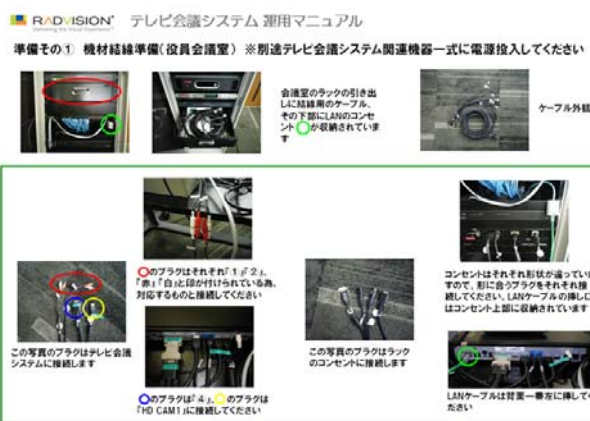 RADVISION
Delivering the Visual Experience
テレビ会議システム 運用マニュアル
準備その① 機材結線準備(役員会議室) ※別途テレビ会議システム関連機器一式に電源投入してください
会議室のラックの引き出
しに結線用のケーブル、
その下部にLANのコンセ
ント○が収納されていま
す
ケーブル外観
○のプラグはそれぞれ「1」「2」、
「赤」「白」と印が付けられている為、
対応するものと接続してください
この写真のプラグはテレビ会議
システムに接続します
○のプラグは「4」、○のプラグは
「HD CAM1」に接続してください
この写真のプラグはラック
のコンセントに接続します
コンセントはそれぞれ形状が違ってい
すので、形に合うプラグをそれぞれ接
続してください。LANケーブルの挿し口
はコンセント上部に収納されています
LANケーブルは背面一番左に挿してく
ださい